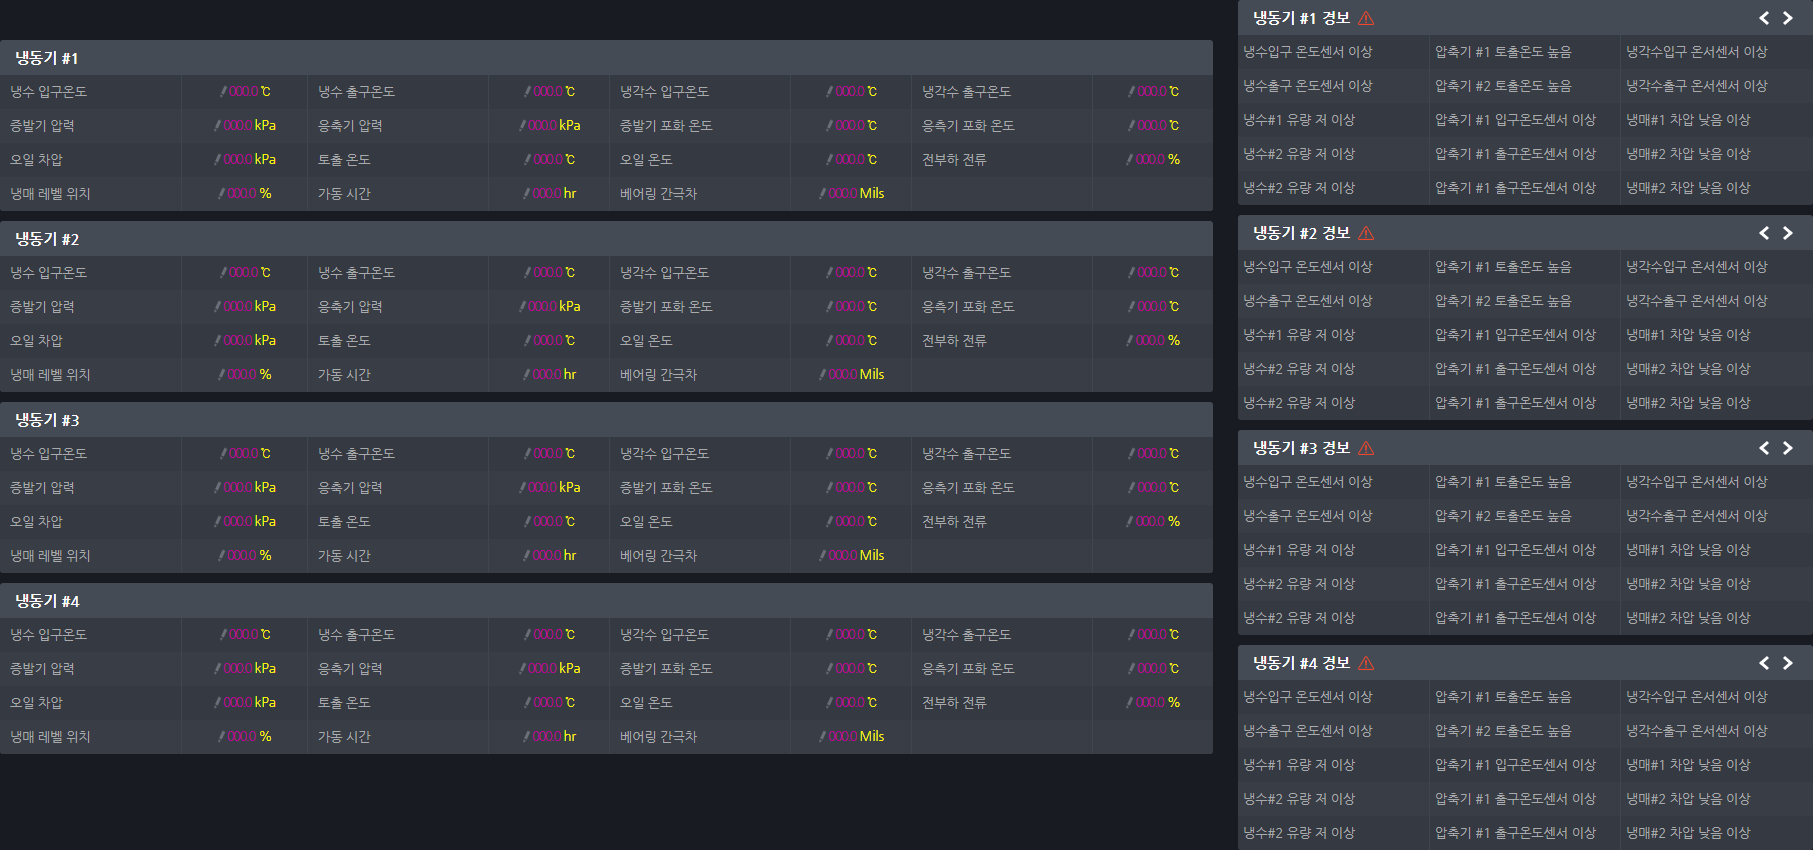 냉동기 #1
냉수 입구온도 000.0 ℃ 냉수 출구온도 000.0 ℃ 냉각수 입구온도 000.0 ℃ 냉각수 출구온도 000.0 ℃
증발기 압력 000.0 kPa 응축기 압력 000.0 kPa 증발기 포화 온도 000.0 ℃ 응축기 포화 온도 000.0 ℃
오일 차압 000.0 kPa 토출 온도 000.0 ℃ 오일 온도 000.0 ℃ 전부하 전류 000.0 %
냉매 레벨 위치 000.0 % 가동 시간 000.0 hr 베어링 간극차 000.0 Mils
냉동기 #2
냉수 입구온도 000.0 ℃ 냉수 출구온도 000.0 ℃ 냉각수 입구온도 000.0 ℃ 냉각수 출구온도 000.0 ℃
증발기 압력 000.0 kPa 응축기 압력 000.0 kPa 증발기 포화 온도 000.0 ℃ 응축기 포화 온도 000.0 ℃
오일 차압 000.0 kPa 토출 온도 000.0 ℃ 오일 온도 000.0 ℃ 전부하 전류 000.0 %
냉매 레벨 위치 000.0 % 가동 시간 000.0 hr 베어링 간극차 000.0 Mils
냉동기 #3
냉수 입구온도 000.0 ℃ 냉수 출구온도 000.0 ℃ 냉각수 입구온도 000.0 ℃ 냉각수 출구온도 000.0 ℃
증발기 압력 000.0 kPa 응축기 압력 000.0 kPa 증발기 포화 온도 000.0 ℃ 응축기 포화 온도 000.0 ℃
오일 차압 000.0 kPa 토출 온도 000.0 ℃ 오일 온도 000.0 ℃ 전부하 전류 000.0 %
냉매 레벨 위치 000.0 % 가동 시간 000.0 hr 베어링 간극차 000.0 Mils
냉동기 #4
냉수 입구온도 000.0 ℃ 냉수 출구온도 000.0 ℃ 냉각수 입구온도 000.0 ℃ 냉각수 출구온도 000.0 ℃
증발기 압력 000.0 kPa 응축기 압력 000.0 kPa 증발기 포화 온도 000.0 ℃ 응축기 포화 온도 000.0 ℃
오일 차압 000.0 kPa 토출 온도 000.0 ℃ 오일 온도 000.0 ℃ 전부하 전류 000.0 %
냉매 레벨 위치 000.0 % 가동 시간 000.0 hr 베어링 간극차 000.0 Mils
냉동기 #1 경보
냉수입구 온도센서 이상 압축기 #1 토출온도 높음 냉각수입구 온서센서 이상
냉수출구 온도센서 이상 압축기 #2 토출온도 높음 냉각수출구 온서센서 이상
냉수#1 유량 저 이상 압축기 #1 입구온도센서 이상 냉매#1 차압 낮음 이상
냉수#2 유량 저 이상 압축기 #1 출구온도센서 이상 냉매#2 차압 낮음 이상
냉수#2 유량 저 이상 압축기 #1 출구온도센서 이상 냉매#2 차압 낮음 이상
냉동기 #2 경보
냉수입구 온도센서 이상 압축기 #1 토출온도 높음 냉각수입구 온서센서 이상
냉수출구 온도센서 이상 압축기 #2 토출온도 높음 냉각수출구 온서센서 이상
냉수#1 유량 저 이상 압축기 #1 입구온도센서 이상 냉매#1 차압 낮음 이상
냉수#2 유량 저 이상 압축기 #1 출구온도센서 이상 냉매#2 차압 낮음 이상
냉수#2 유량 저 이상 압축기 #1 출구온도센서 이상 냉매#2 차압 낮음 이상
냉동기 #3 경보
냉수입구 온도센서 이상 압축기 #1 토출온도 높음 냉각수입구 온서센서 이상
냉수출구 온도센서 이상 압축기 #2 토출온도 높음 냉각수출구 온서센서 이상
냉수#1 유량 저 이상 압축기 #1 입구온도센서 이상 냉매#1 차압 낮음 이상
냉수#2 유량 저 이상 압축기 #1 출구온도센서 이상 냉매#2 차압 낮음 이상
냉수#2 유량 저 이상 압축기 #1 출구온도센서 이상 냉매#2 차압 낮음 이상
냉동기 #4 경보
냉수입구 온도센서 이상 압축기 #1 토출온도 높음 냉각수입구 온서센서 이상
냉수출구 온도센서 이상 압축기 #2 토출온도 높음 냉각수출구 온서센서 이상
냉수#1 유량 저 이상 압축기 #1 입구온도센서 이상 냉매#1 차압 낮음 이상
냉수#2 유량 저 이상 압축기 #1 출구온도센서 이상 냉매#2 차압 낮음 이상
냉수#2 유량 저 이상 압축기 #1 출구온도센서 이상 냉매#2 차압 낮음 이상